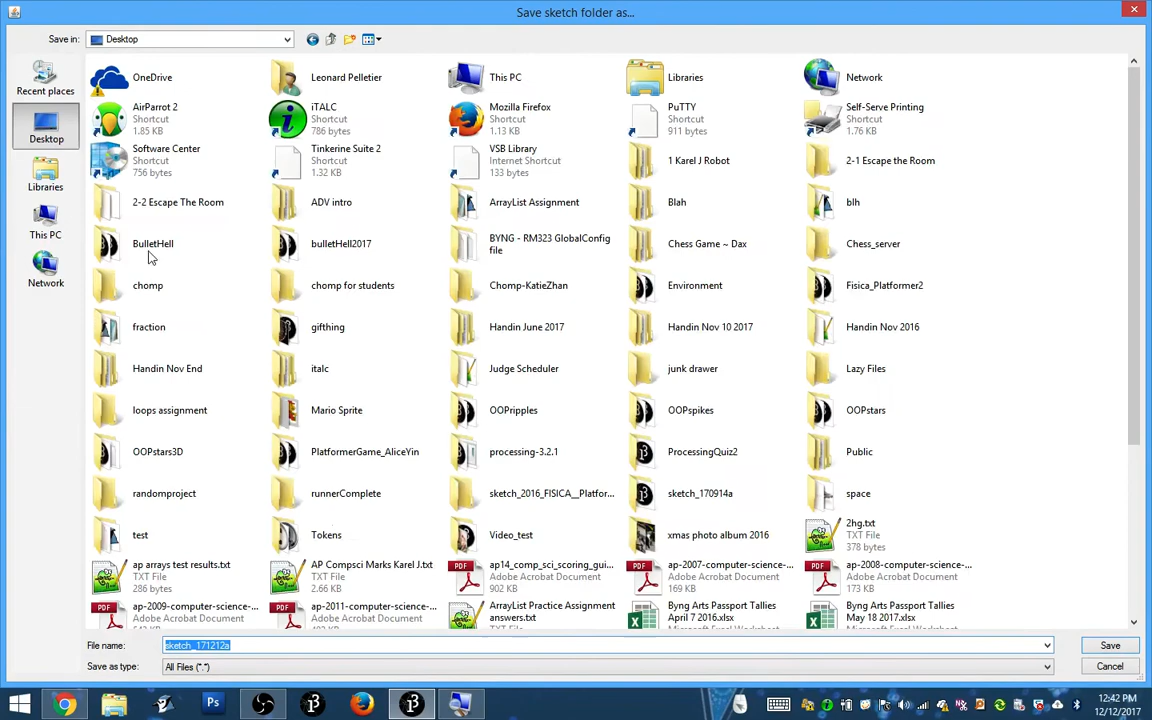 Save sketch folder as...
Save in: Desktop
Recent places
Desktop
Libraries
This PC
Network
OneDrive
Leonard Pelletier
This PC
Libraries
Network
AirParrot 2
Shortcut
1.85 KB
iTALC
Shortcut
786 bytes
Mozilla Firefox
Shortcut
1.13 KB
PuTTY
Shortcut
911 bytes
Self-Serve Printing
Shortcut
1.76 KB
Software Center
Shortcut
756 bytes
Tinkerine Suite 2
Shortcut
1.32 KB
VSB Library
Internet Shortcut
133 bytes
1 Karel J Robot
2-1 Escape the Room
2-2 Escape The Room
ADV intro
ArrayList Assignment
Blah
blh
BulletHell
bulletHell2017
BYNG - RM323 GlobalConfig
file
Chess Game ~ Dax
Chess_server
chomp
chomp for students
Chomp-KatieZhan
Environment
Fisica_Platformer2
fraction
gifthing
Handin June 2017
Handin Nov 10 2017
Handin Nov 2016
Handin Nov End
italc
Judge Scheduler
junk drawer
Lazy Files
loops assignment
Mario Sprite
OOPripples
OOPspikes
OOPstars
OOPstars3D
PlatformerGame_AliceYin
processing-3.2.1
ProcessingQuiz2
Public
randomproject
runnerComplete
sketch_2016_FISICA__Platfor...
sketch_170914a
space
test
Tokens
Video_test
xmas photo album 2016
2hg.txt
TXT File
378 bytes
ap arrays test results.txt
TXT File
286 bytes
AP Compsci Marks Karel J.txt
TXT File
2.66 KB
ap14_comp_sci_scoring_gui...
Adobe Acrobat Document
902 KB
ap-2007-computer-science-...
Adobe Acrobat Document
169 KB
ap-2008-computer-science-...
Adobe Acrobat Document
173 KB
ap-2009-computer-science-...
Adobe Acrobat Document
ap-2011-computer-science-...
Adobe Acrobat Document
ArrayList Practice Assignment
answers.txt
Byng Arts Passport Tallies
April 7 2016.xlsx
Byng Arts Passport Tallies
May 18 2017.xlsx
File name: sketch_171212a
Save
Save as type: All Files (*.*)
Cancel
Ps
12:42 PM
12/12/2017